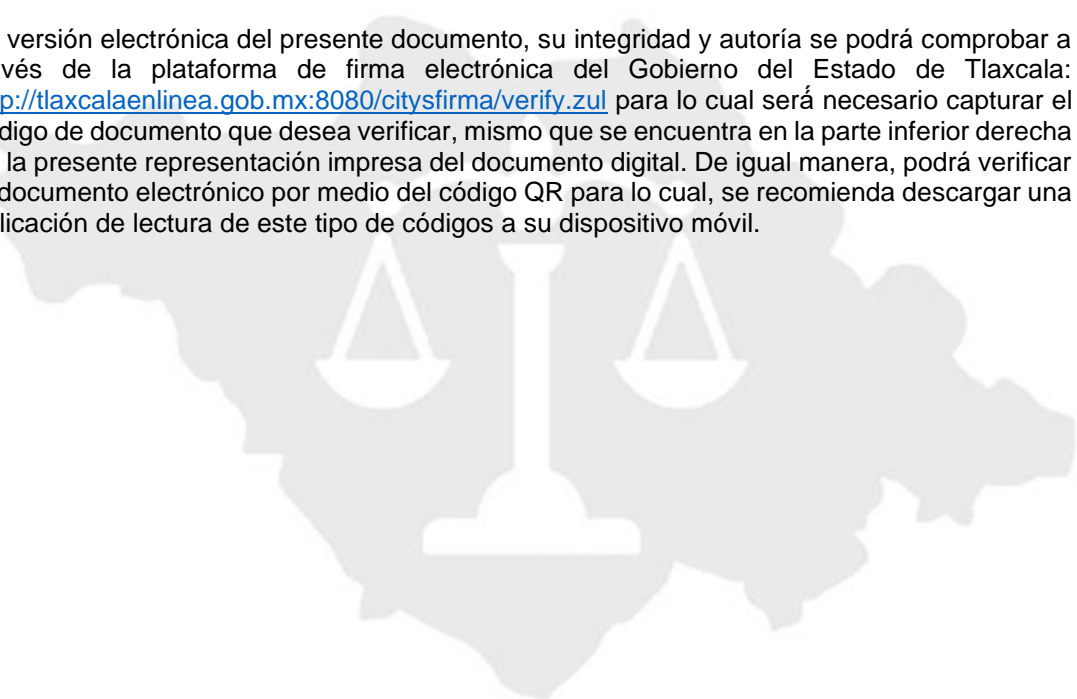 versión electrónica del presente documento, su integridad y autoría se podrá comprobar a
vés de la plataforma de firma electrónica del Gobierno del Estado de Tlaxcala:
p://tlaxcalaenlinea.gob.mx:8080/citysfirma/verify.zul para lo cual será necesario capturar el
digo de documento que desea verificar, mismo que se encuentra en la parte inferior derecha
la presente representación impresa del documento digital. De igual manera, podrá verificar
documento electrónico por medio del código QR para lo cual, se recomienda descargar una
licación de lectura de este tipo de códigos a su dispositivo móvil.